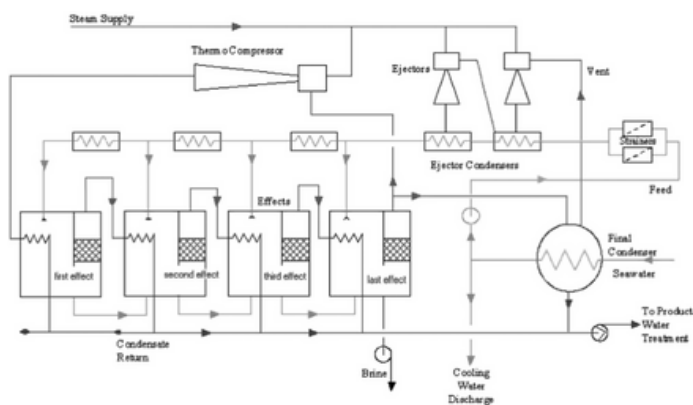 Steam Supply
Thermo Compressor
Ejectors
Vent
Strainers
Ejector Condensers
Feed
Effects
first effect
second effect
third effect
last effect
Final
Condenser
Seawater
Condensate
Return
Brine
Cooling
Water
Discharge
To Product
Water
Treatment